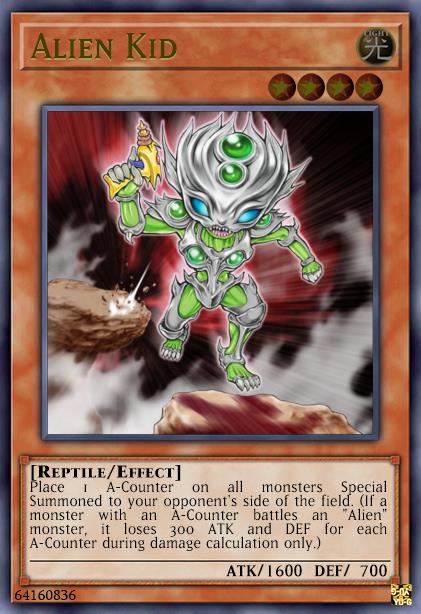 Alien Kid
LIGHT
光
[Reptile/Effect]
Place 1 A-Counter on all monsters Special
Summoned to your opponent's side of the field. (If a
monster with an A-Counter battles an "Alien"
monster, it loses 300 ATK and DEF for each
A-Counter during damage calculation only.)
ATK/1600 DEF/ 700
64160836